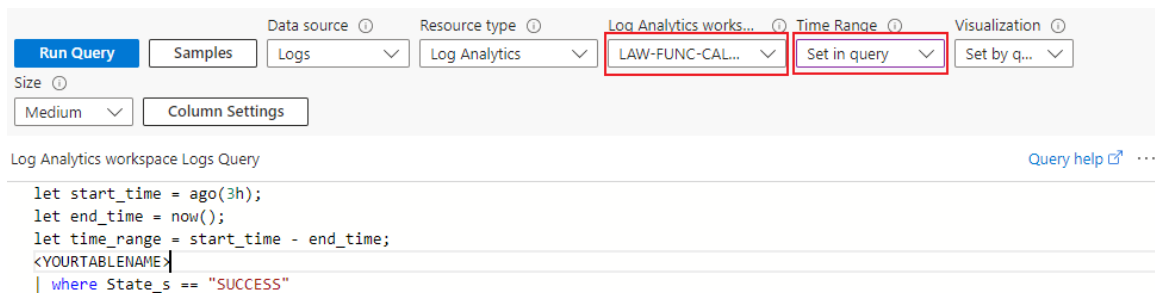 Data source Resource type Log Analytics works... Time Range Visualization
Run Query Samples Logs Log Analytics LAW-FUNC-CAL... Set in query Set by q...
Size
Medium Column Settings
Log Analytics workspace Logs Query Query help ...
let start_time = ago(3h);
let end_time = now();
let time_range = start_time - end_time;
<YOURTABLENAME>
| where State_s == "SUCCESS"